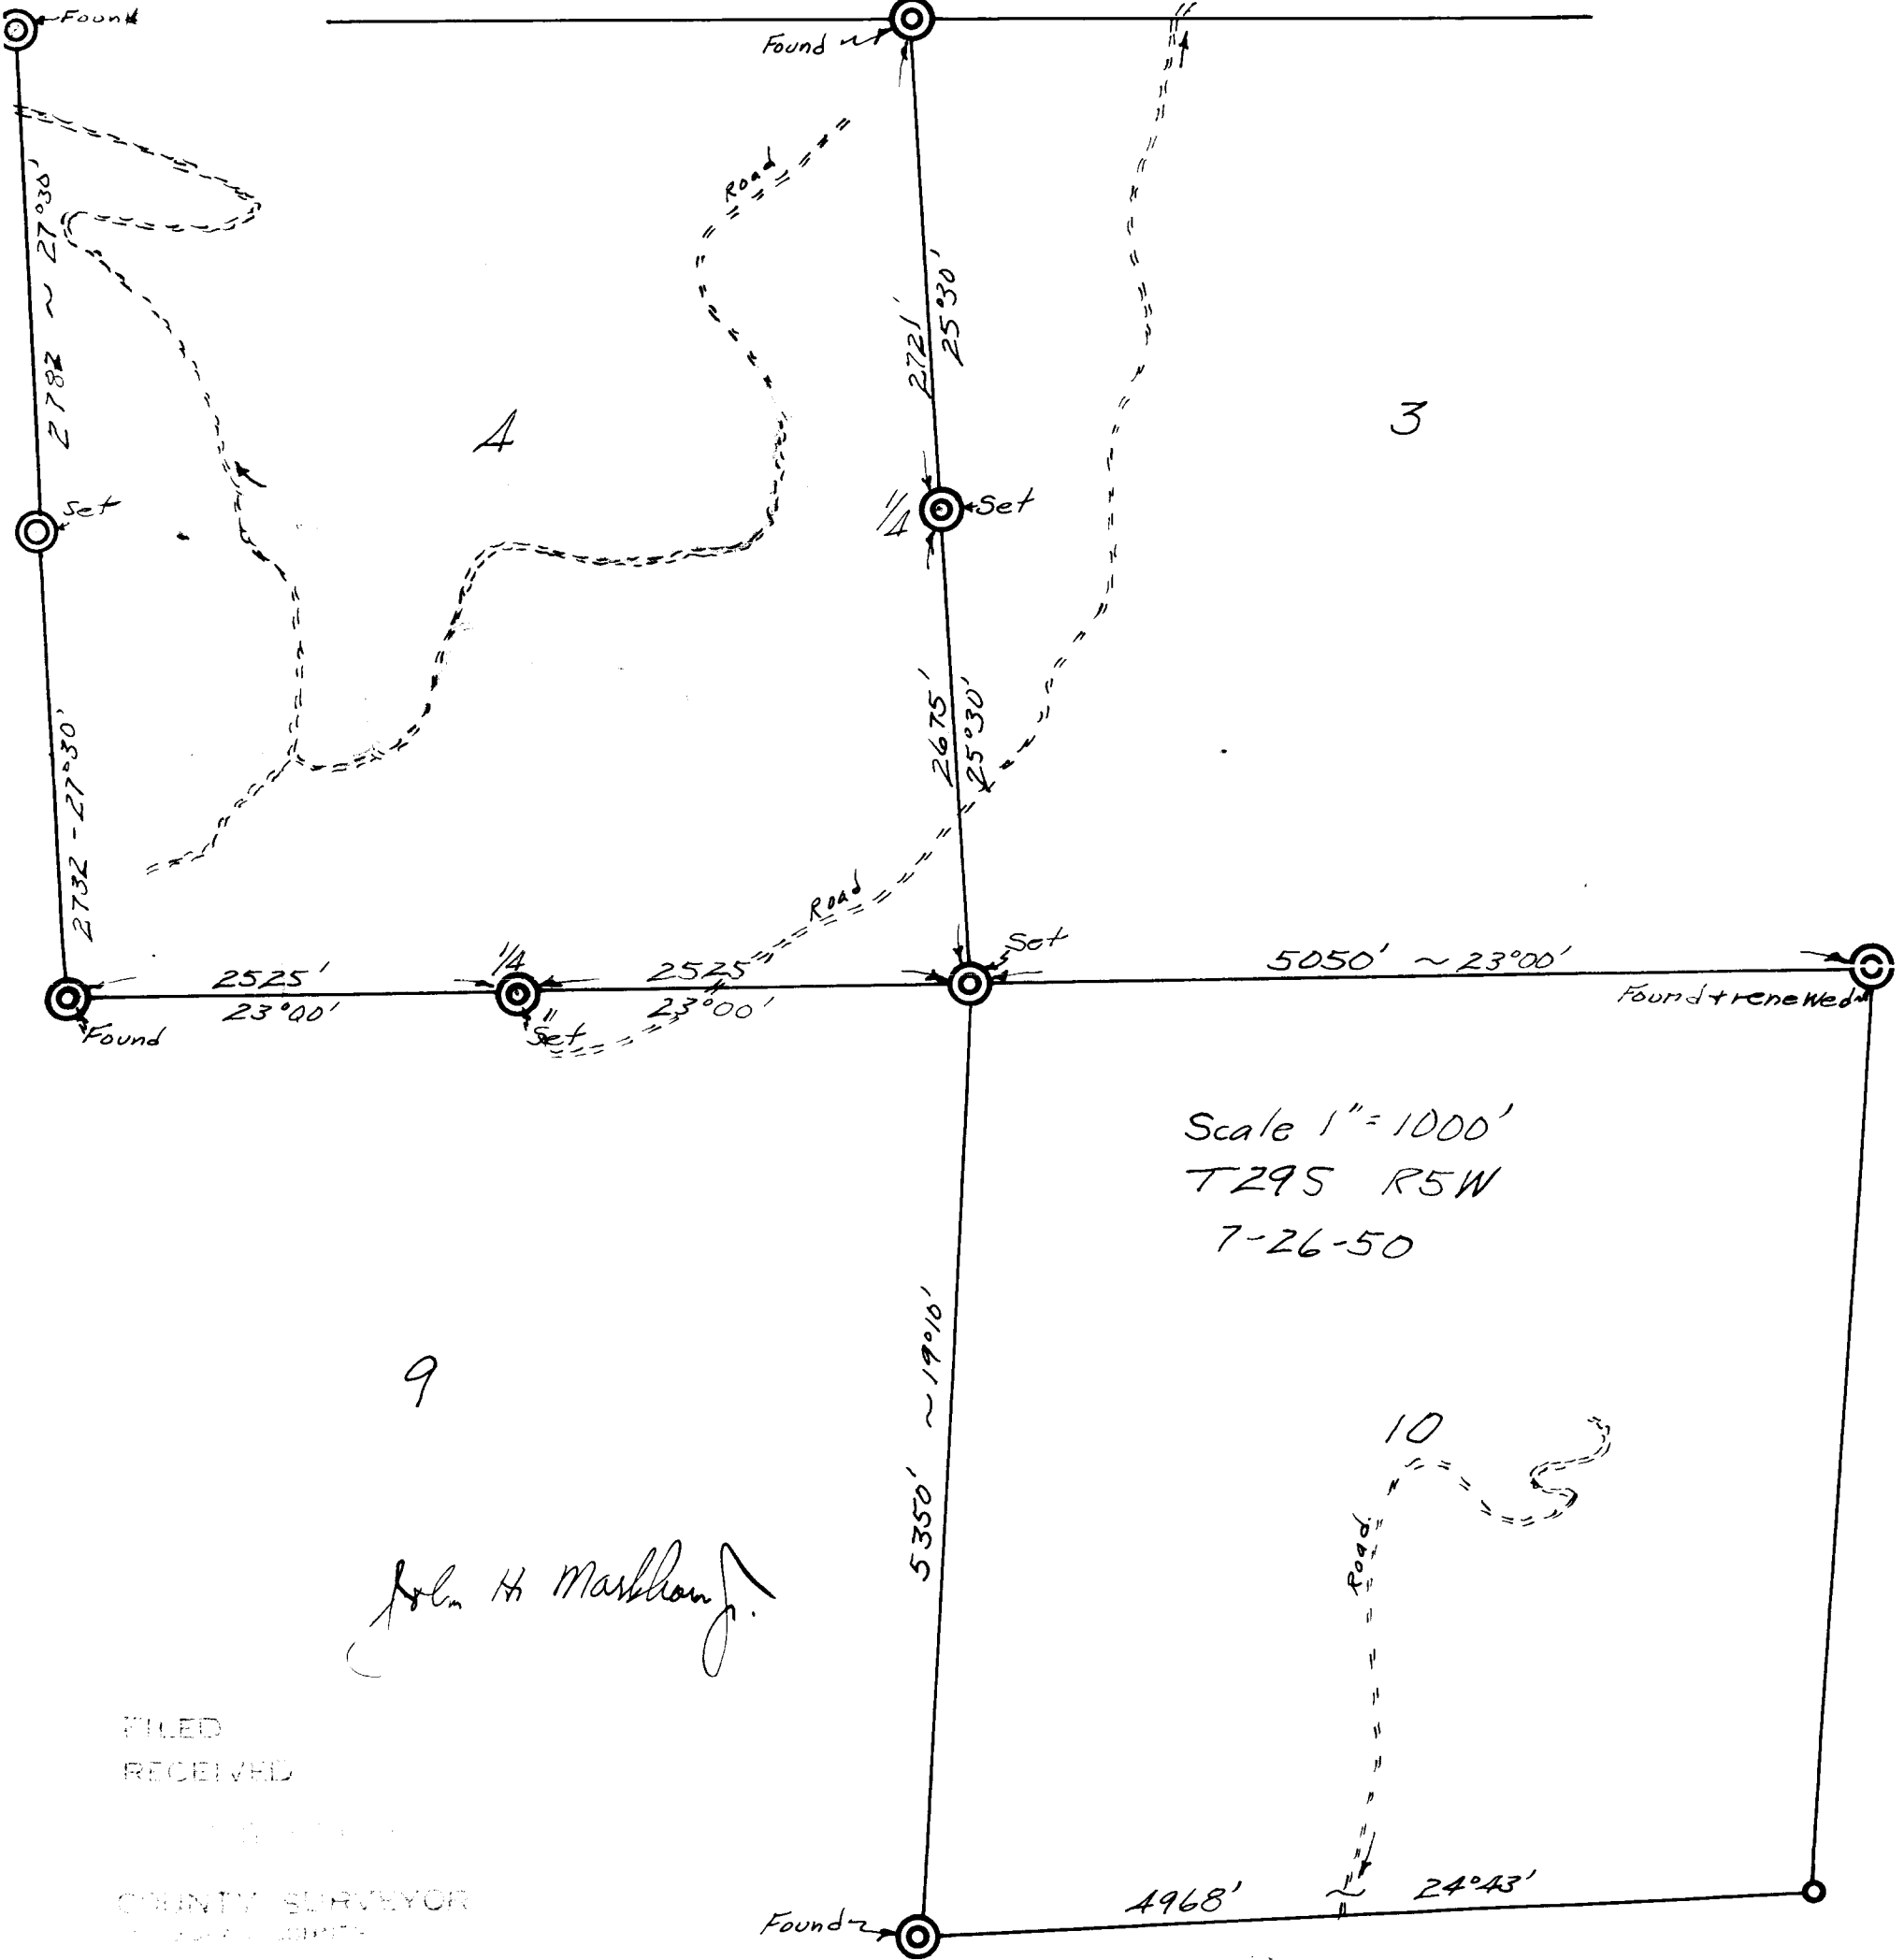 Found
Found
Road
27°30'
~
2782
25°30'
2721'
4
3
Set
1/4
Set
2675'
25°30'
2732 - 27°30'
Road
Set
2525'
23°00'
1/4
2525'
23°00'
5050' ~ 23°00'
Found
Set
Found + renewed
Scale 1" = 1000'
T29S R5W
7-26-50
5350' ~ 19°10'
9
10
Road
John H Markham Jr.
FILED
RECEIVED
COUNTY SURVEYOR
4968' ~ 24°43'
Found